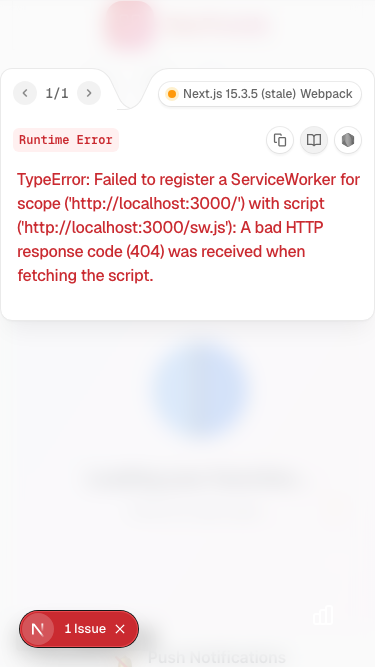 1/1
Next.js 15.3.5 (stale) Webpack
Runtime Error
TypeError: Failed to register a ServiceWorker for
scope ('http://localhost:3000/') with script
('http://localhost:3000/sw.js'): A bad HTTP
response code (404) was received when
fetching the script.
1 Issue
Push Notifications